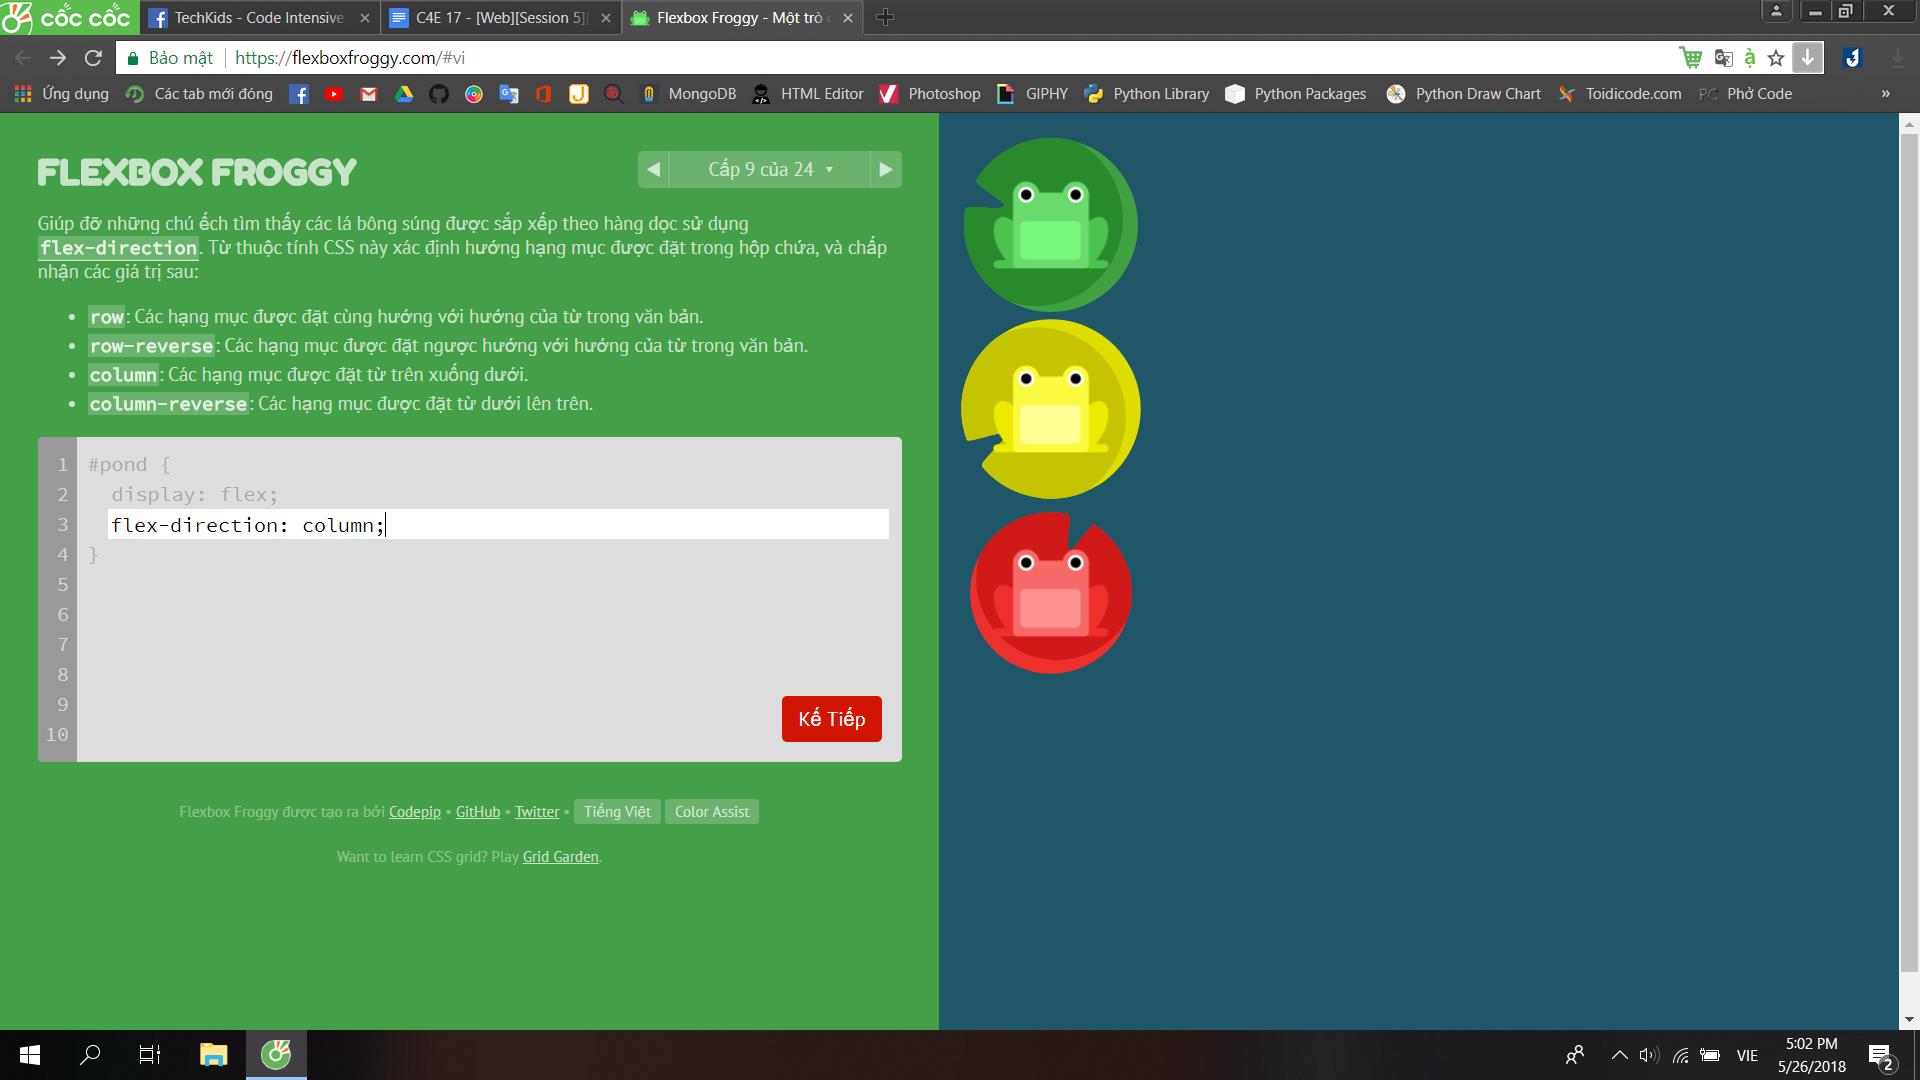 cốc cốc
TechKids - Code Intensive
C4E 17 - [Web][Session 5]
Flexbox Froggy - Một trò
Bảo mật https://flexboxfroggy.com/#vi
Ứng dụng Các tab mới đóng MongoDB HTML Editor Photoshop GIPHY Python Library Python Packages Python Draw Chart Toidicode.com Phở Code »
FLEXBOX FROGGY
Cấp 9 của 24
Giúp đỡ những chú ếch tìm thấy các lá bông súng được sắp xếp theo hàng dọc sử dụng
flex-direction. Từ thuộc tính CSS này xác định hướng hạng mục được đặt trong hộp chứa, và chấp
nhận các giá trị sau:
• row: Các hạng mục được đặt cùng hướng với hướng của từ trong văn bản.
• row-reverse: Các hạng mục được đặt ngược hướng với hướng của từ trong văn bản.
• column: Các hạng mục được đặt từ trên xuống dưới.
• column-reverse: Các hạng mục được đặt từ dưới lên trên.
1 #pond {
2 display: flex;
3 flex-direction: column;
4 }
5
6
7
8
9
10
Kế Tiếp
Flexbox Froggy được tạo ra bởi Codepip • GitHub • Twitter • Tiếng Việt Color Assist
Want to learn CSS grid? Play Grid Garden.
VIE
5:02 PM
5/26/2018
2